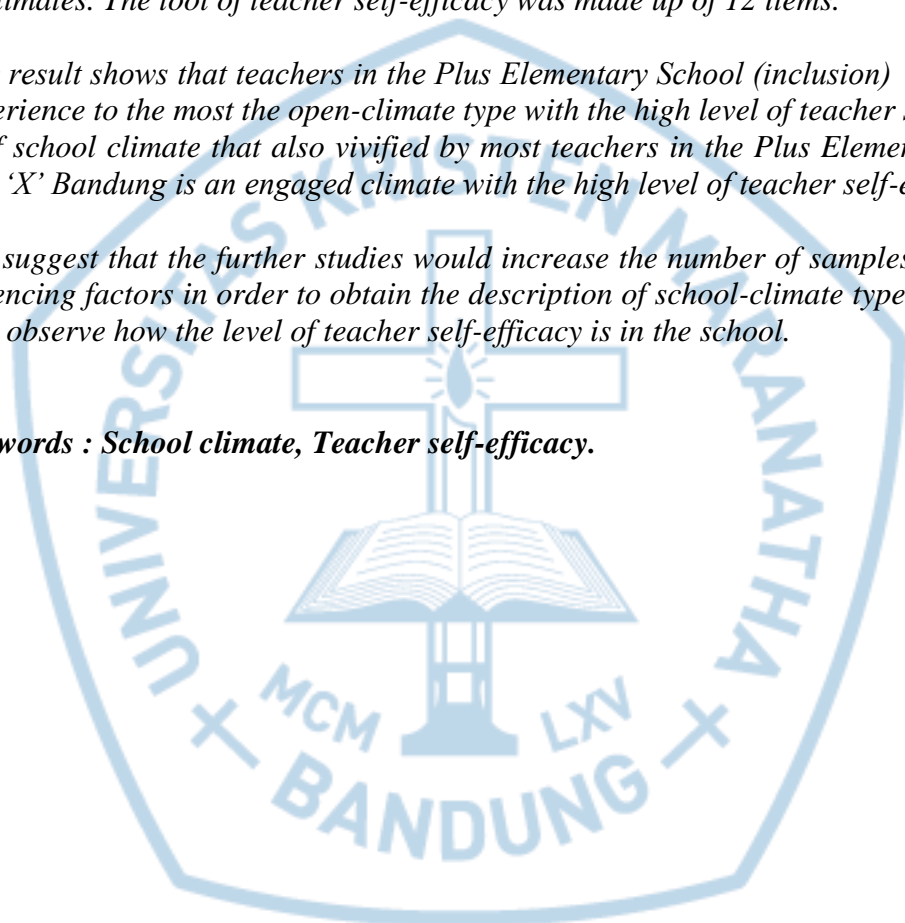 imates. The tool of teacher self-efficacy was made up of 12 items.
result shows that teachers in the Plus Elementary School (inclusion)
erience to the most the open-climate type with the high level of teacher s
f school climate that also vivified by most teachers in the Plus Elemen
'X' Bandung is an engaged climate with the high level of teacher self-e
suggest that the further studies would increase the number of samples
encing factors in order to obtain the description of school-climate type
observe how the level of teacher self-efficacy is in the school.
words : School climate, Teacher self-efficacy.
UNIVERSITAS KRISTEN MARANATHA
MCM LXV
BANDUNG